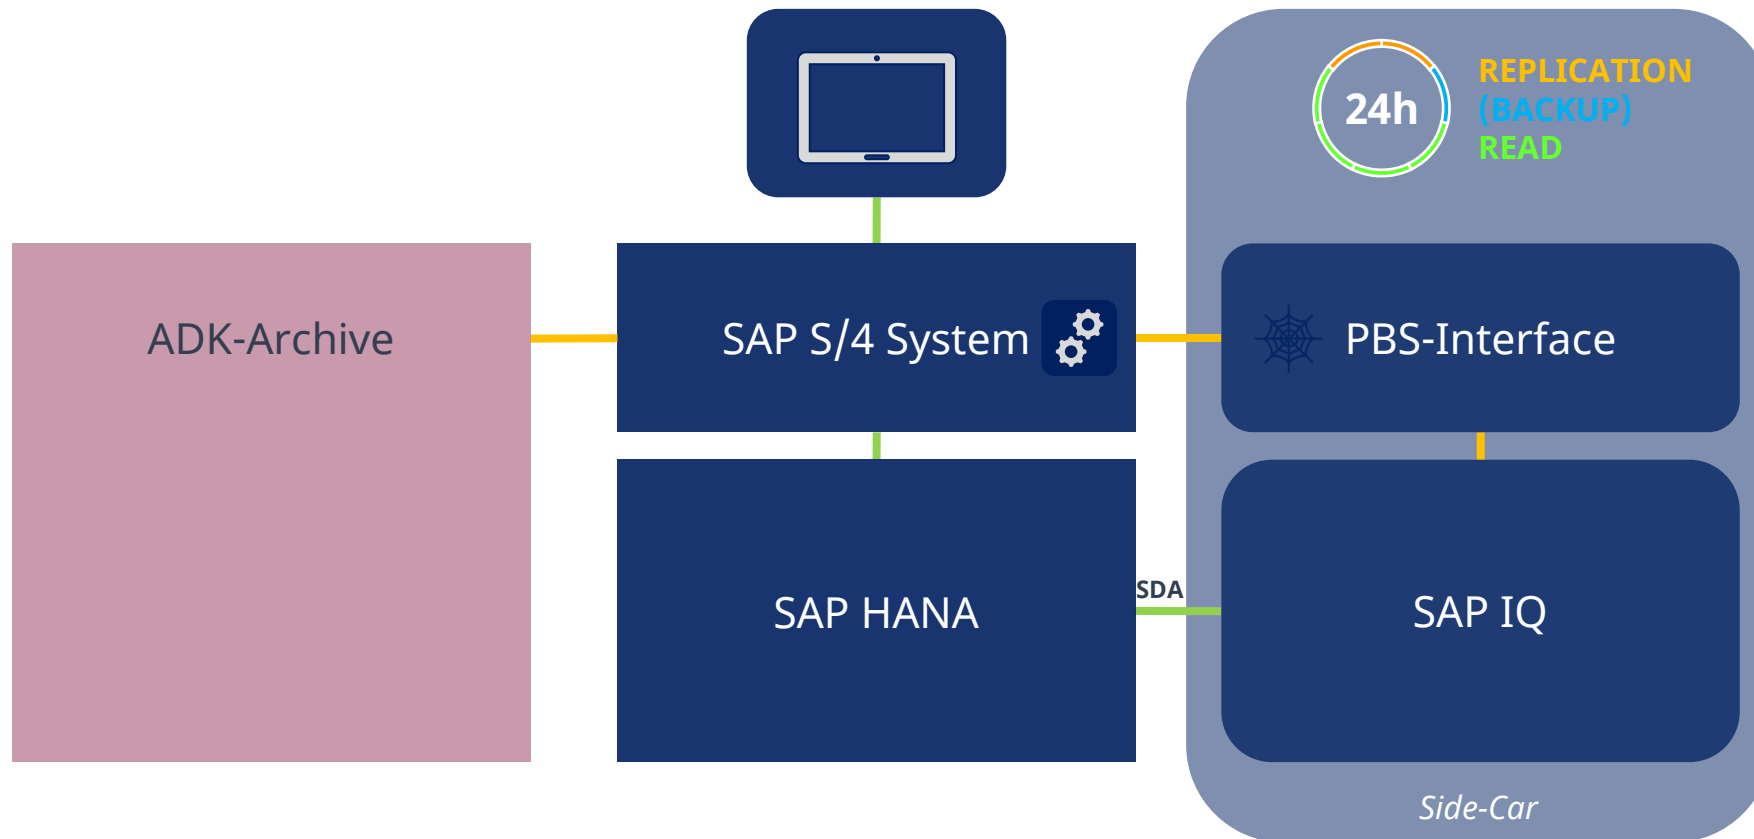 24h
REPLICATION
(BACKUP)
READ
ADK-Archive
SAP S/4 System
PBS-Interface
SAP HANA
SDA
SAP IQ
Side-Car